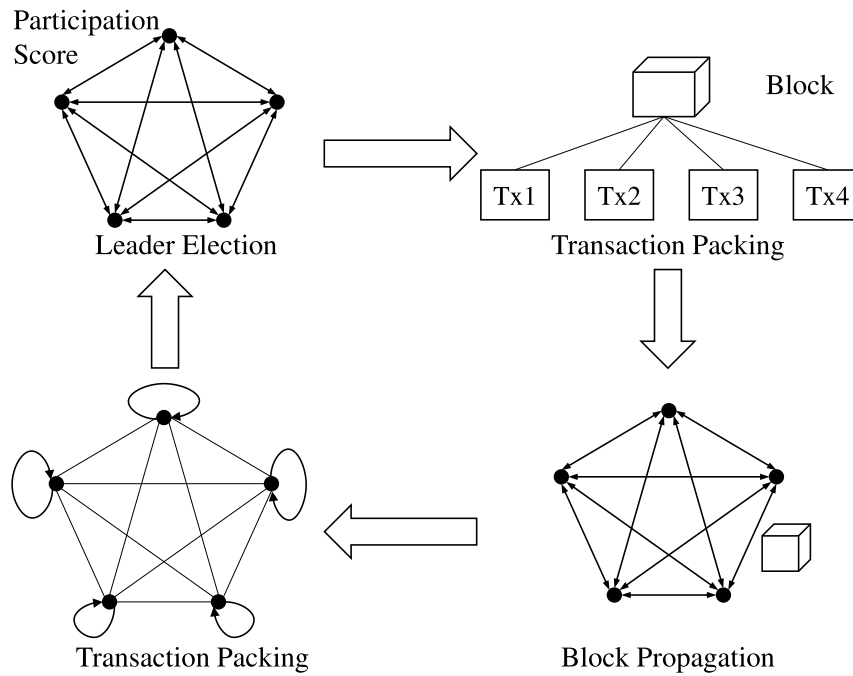 Participation
Score
Leader Election
Block
Tx1
Tx2
Tx3
Tx4
Transaction Packing
Transaction Packing
Block Propagation